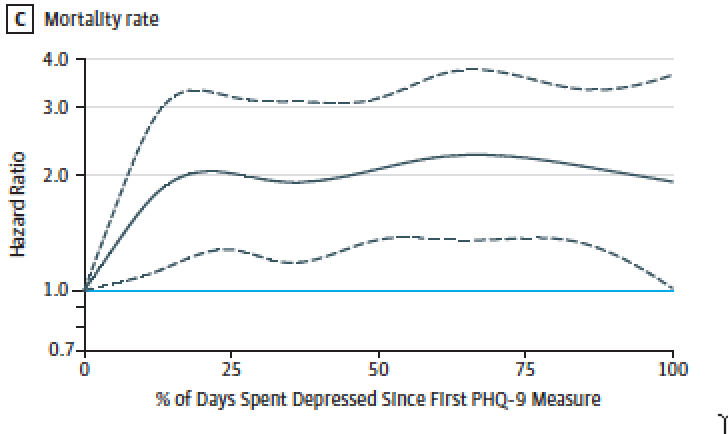 C Mortality rate
4.0
3.0
2.0
1.0
0.7
Hazard Ratio
0 25 50 75 100
% of Days Spent Depressed Since First PHQ-9 Measure